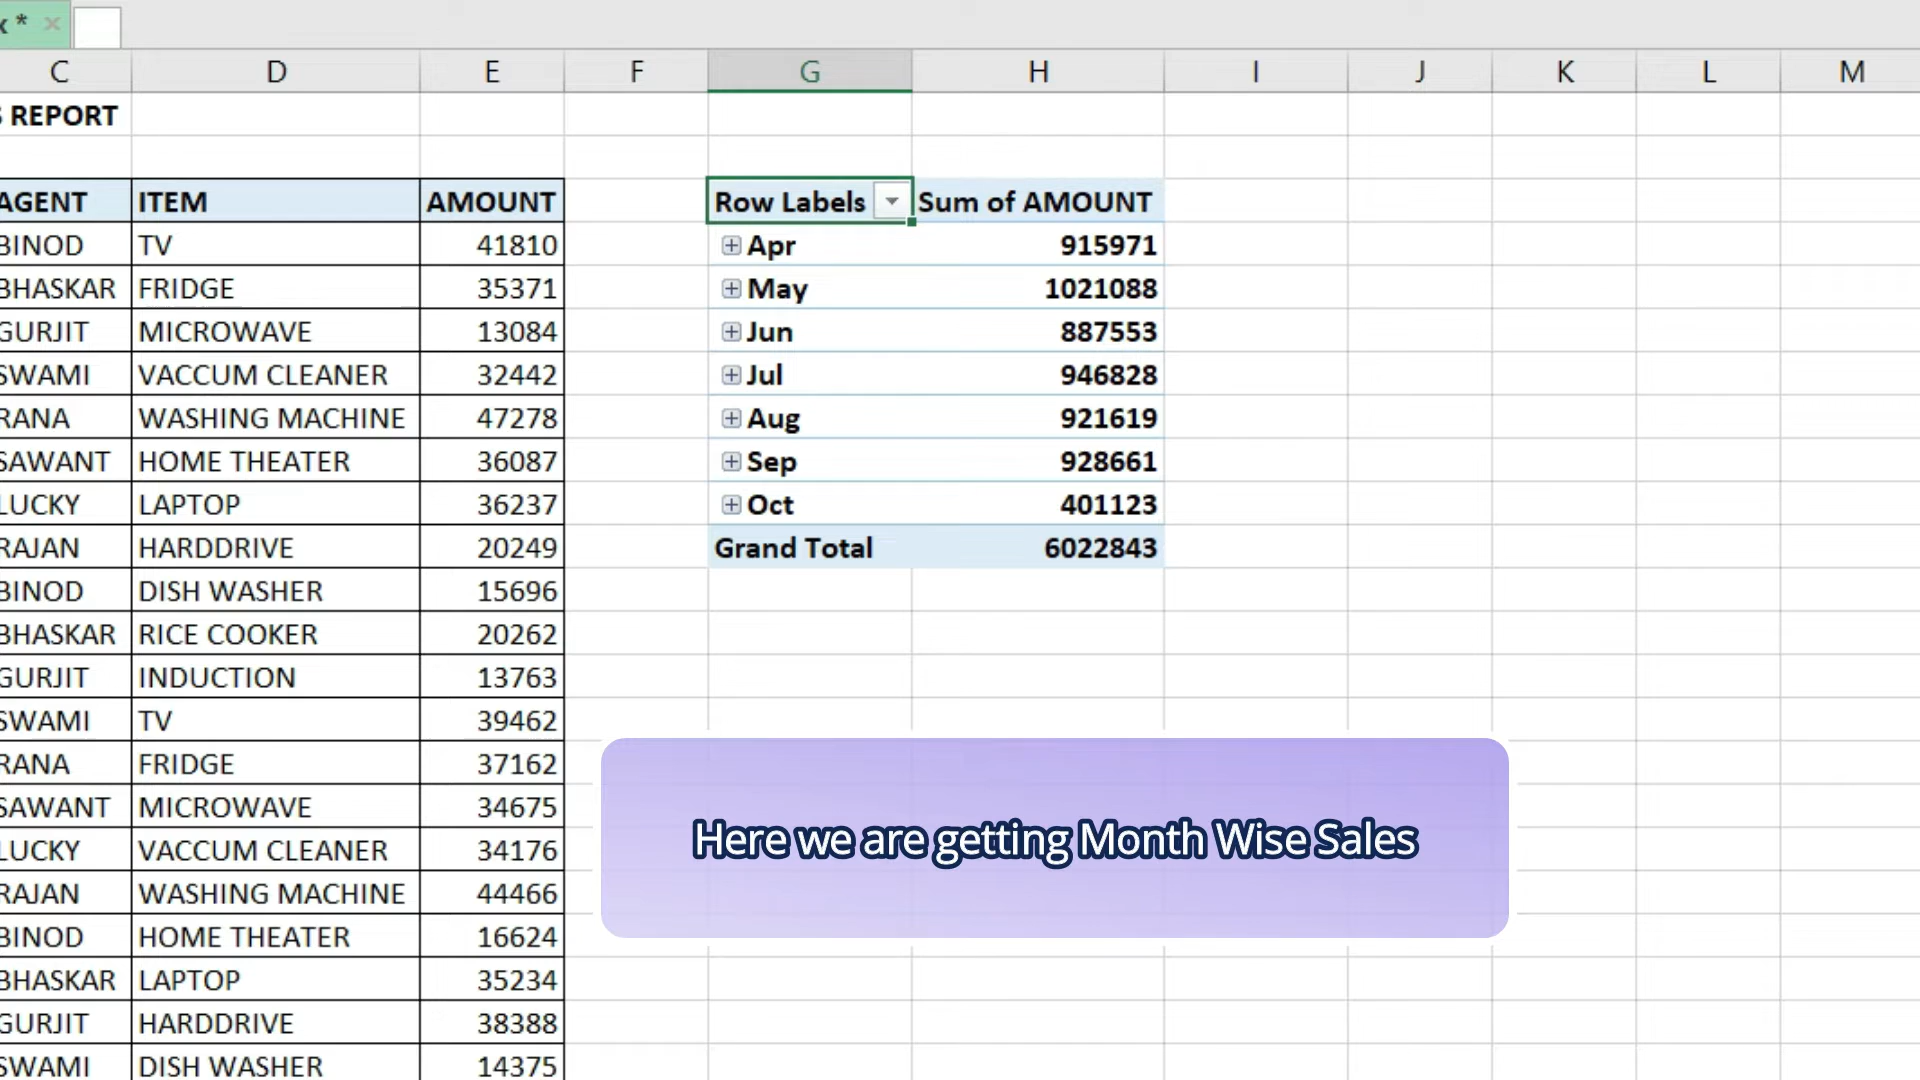 x *
C D E F G H I J K L M
S REPORT
AGENT ITEM AMOUNT Row Labels Sum of AMOUNT
BINOD TV 41810 Apr 915971
BHASKAR FRIDGE 35371 May 1021088
GURJIT MICROWAVE 13084 Jun 887553
SWAMI VACCUM CLEANER 32442 Jul 946828
RANA WASHING MACHINE 47278 Aug 921619
SAWANT HOME THEATER 36087 Sep 928661
LUCKY LAPTOP 36237 Oct 401123
RAJAN HARDDRIVE 20249 Grand Total 6022843
BINOD DISH WASHER 15696
BHASKAR RICE COOKER 20262
GURJIT INDUCTION 13763
SWAMI TV 39462
RANA FRIDGE 37162
SAWANT MICROWAVE 34675
LUCKY VACCUM CLEANER 34176
RAJAN WASHING MACHINE 44466
BINOD HOME THEATER 16624
BHASKAR LAPTOP 35234
GURJIT HARDDRIVE 38388
SWAMI DISH WASHER 14375
Here we are getting Month Wise Sales